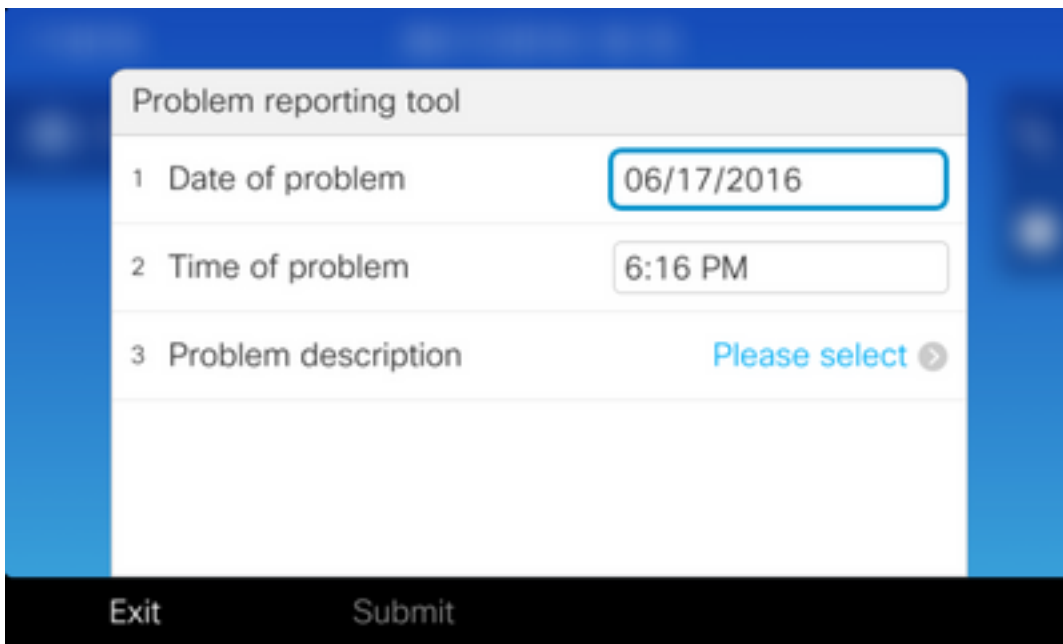 Problem reporting tool
1 Date of problem 06/17/2016
2 Time of problem 6:16 PM
3 Problem description Please select
Exit Submit